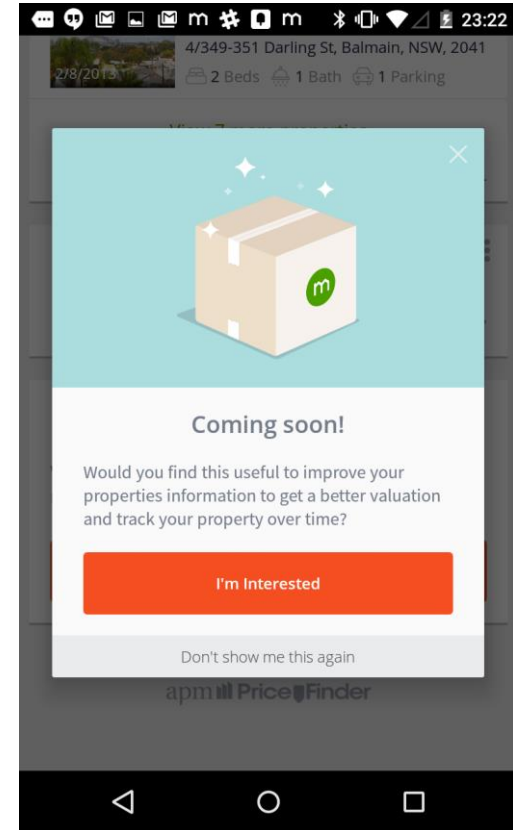 23:22
4/349-351 Darling St, Balmain, NSW, 2041
2/8/2013 2 Beds 1 Bath 1 Parking
m
Coming soon!
Would you find this useful to improve your
properties information to get a better valuation
and track your property over time?
I'm Interested
Don't show me this again
apm PriceFinder